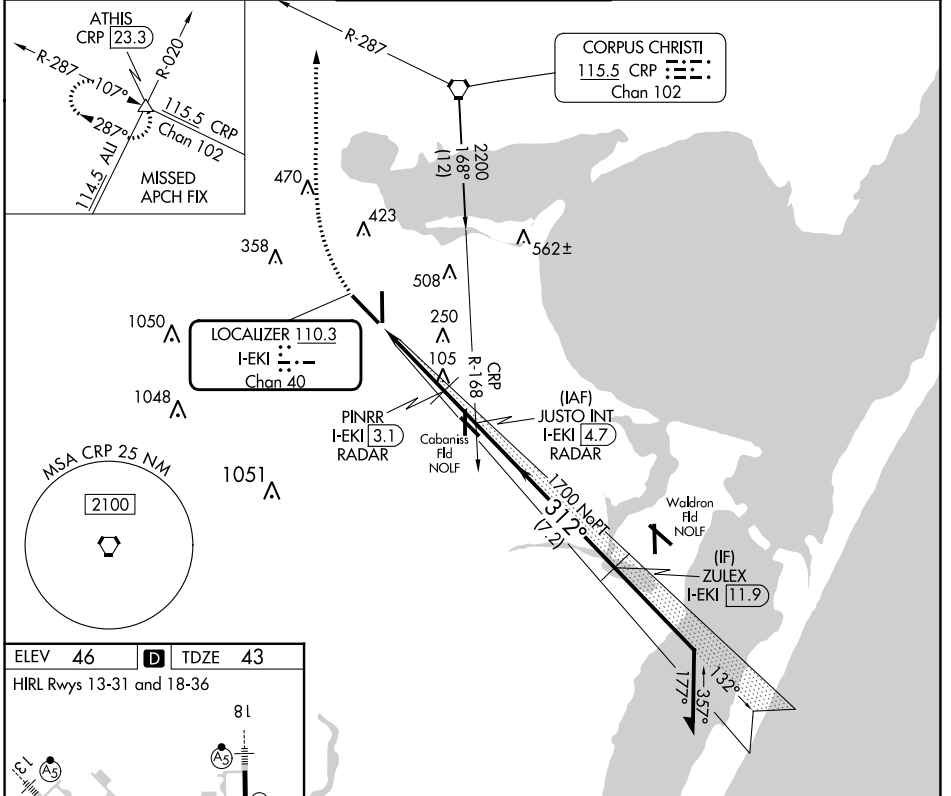 ATHIS
CRP 23.3
R-287
107°
R-020
287°
115.5 CRP
Chan 102
114.5 ALI
MISSED
APCH FIX
R-287
CORPUS CHRISTI
115.5 CRP
Chan 102
2200
168°
(12)
470
423
358
562±
508
1050
250
LOCALIZER 110.3
I-EKI
Chan 40
105
CRP
R-168
1048
PINRR
I-EKI 3.1
RADAR
Cabaniss
Fld
NOLF
(IAF)
JUSTO INT
I-EKI 4.7
RADAR
1051
MSA CRP 25 NM
2100
1700 NoPT
312°
(7.2)
Waldron
Fld
NOLF
(IF)
ZULEX
I-EKI 11.9
132°
177°
357°
ELEV 46 D TDZE 43
HIRL Rwys 13-31 and 18-36
18
A5
13
A5